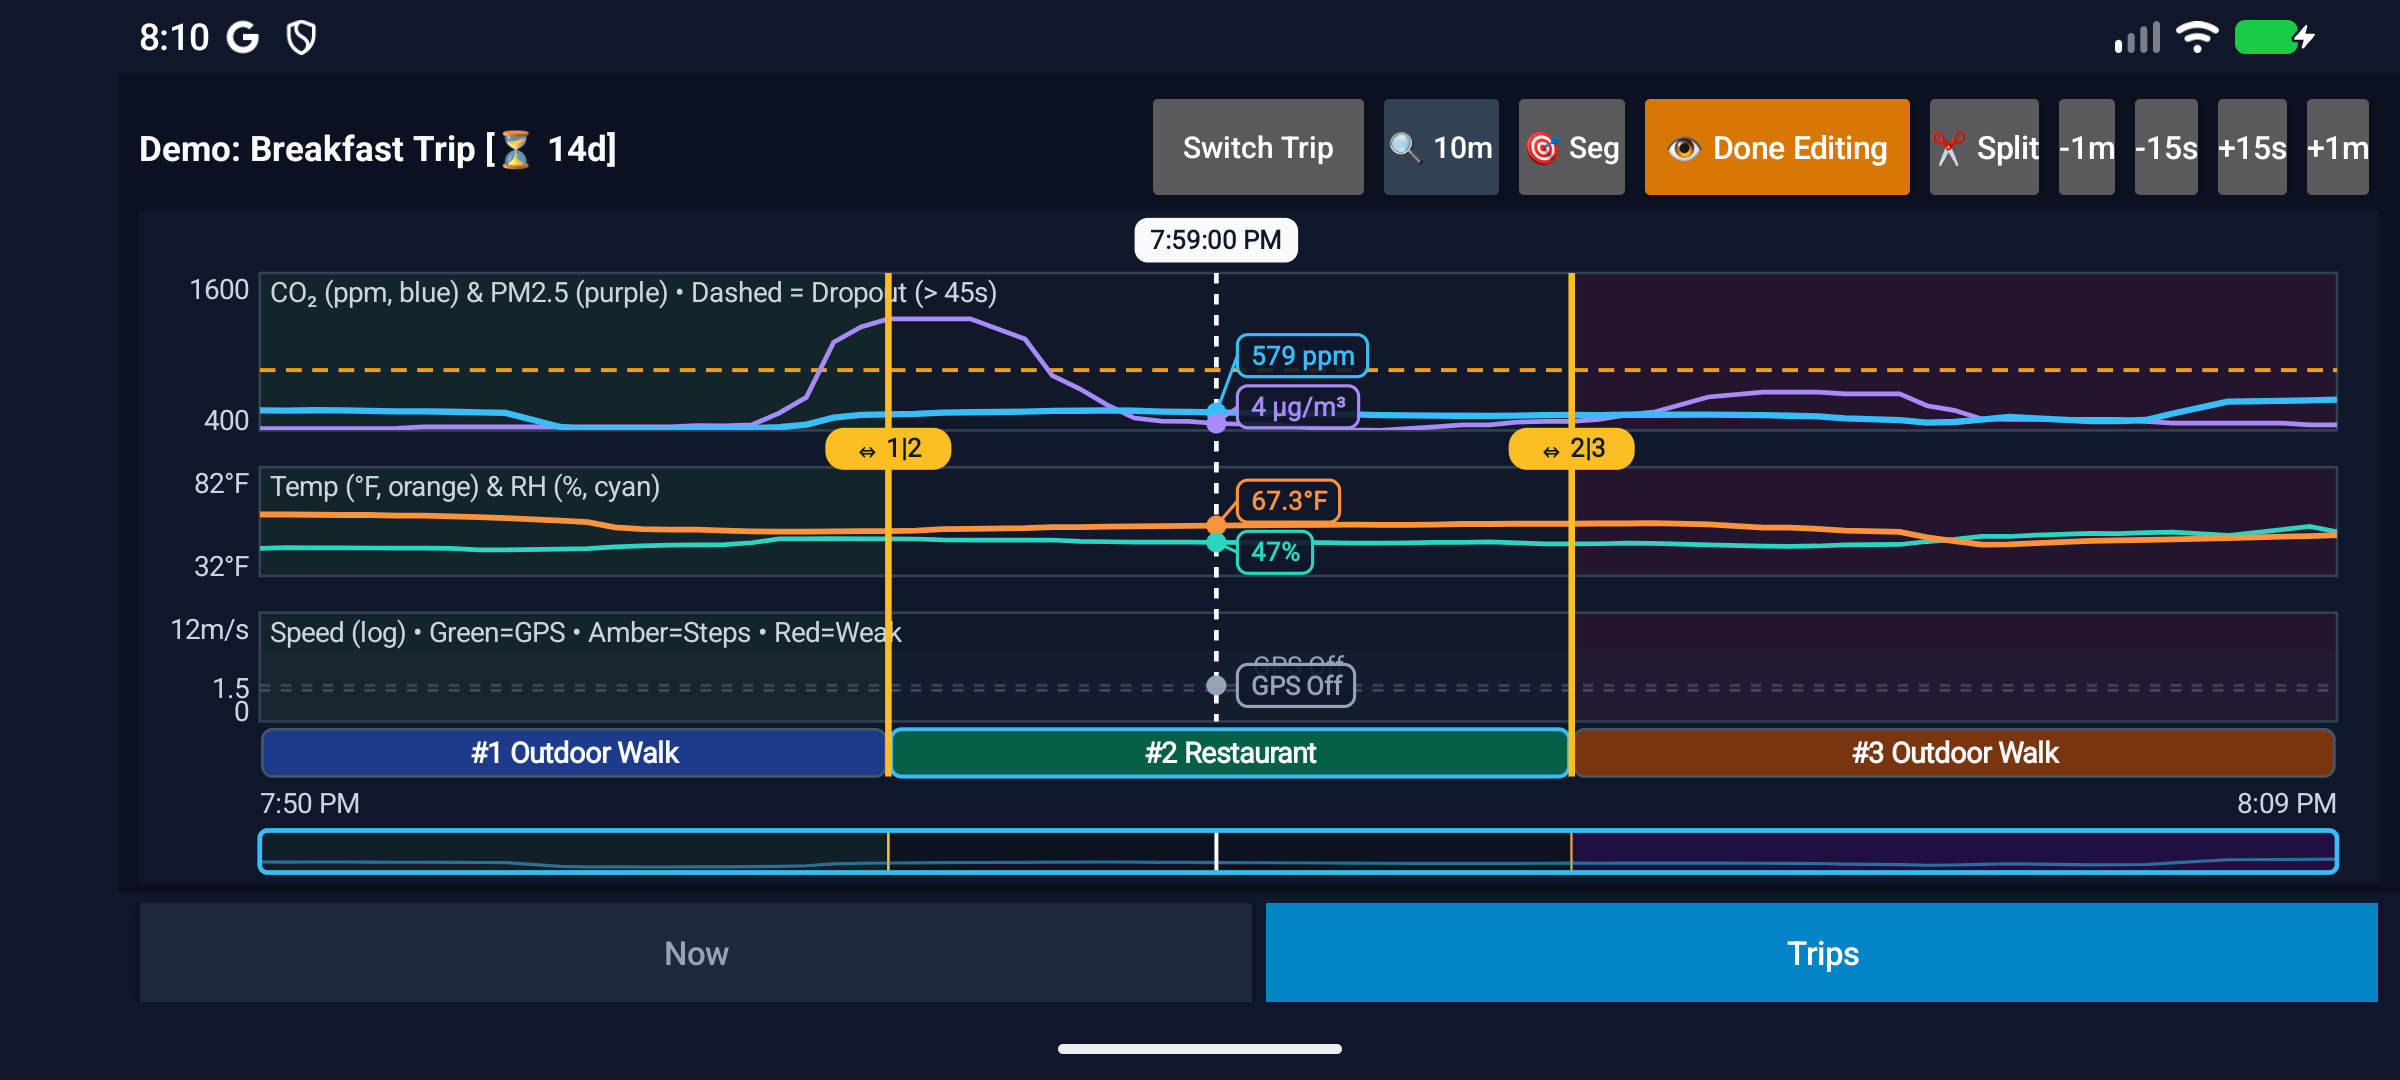 8:10
Demo: Breakfast Trip [⏳ 14d]
Switch Trip
🔍 10m
🎯 Seg
👁️ Done Editing
✂️ Split
-1m
-15s
+15s
+1m
7:59:00 PM
1600
CO₂ (ppm, blue) & PM2.5 (purple) • Dashed = Dropout (> 45s)
579 ppm
4 µg/m³
400
⇔ 1|2
⇔ 2|3
82°F
Temp (°F, orange) & RH (%, cyan)
67.3°F
47%
32°F
12m/s
Speed (log) • Green=GPS • Amber=Steps • Red=Weak
GPS Off
GPS Off
1.5
0
#1 Outdoor Walk
#2 Restaurant
#3 Outdoor Walk
7:50 PM
8:09 PM
Now
Trips